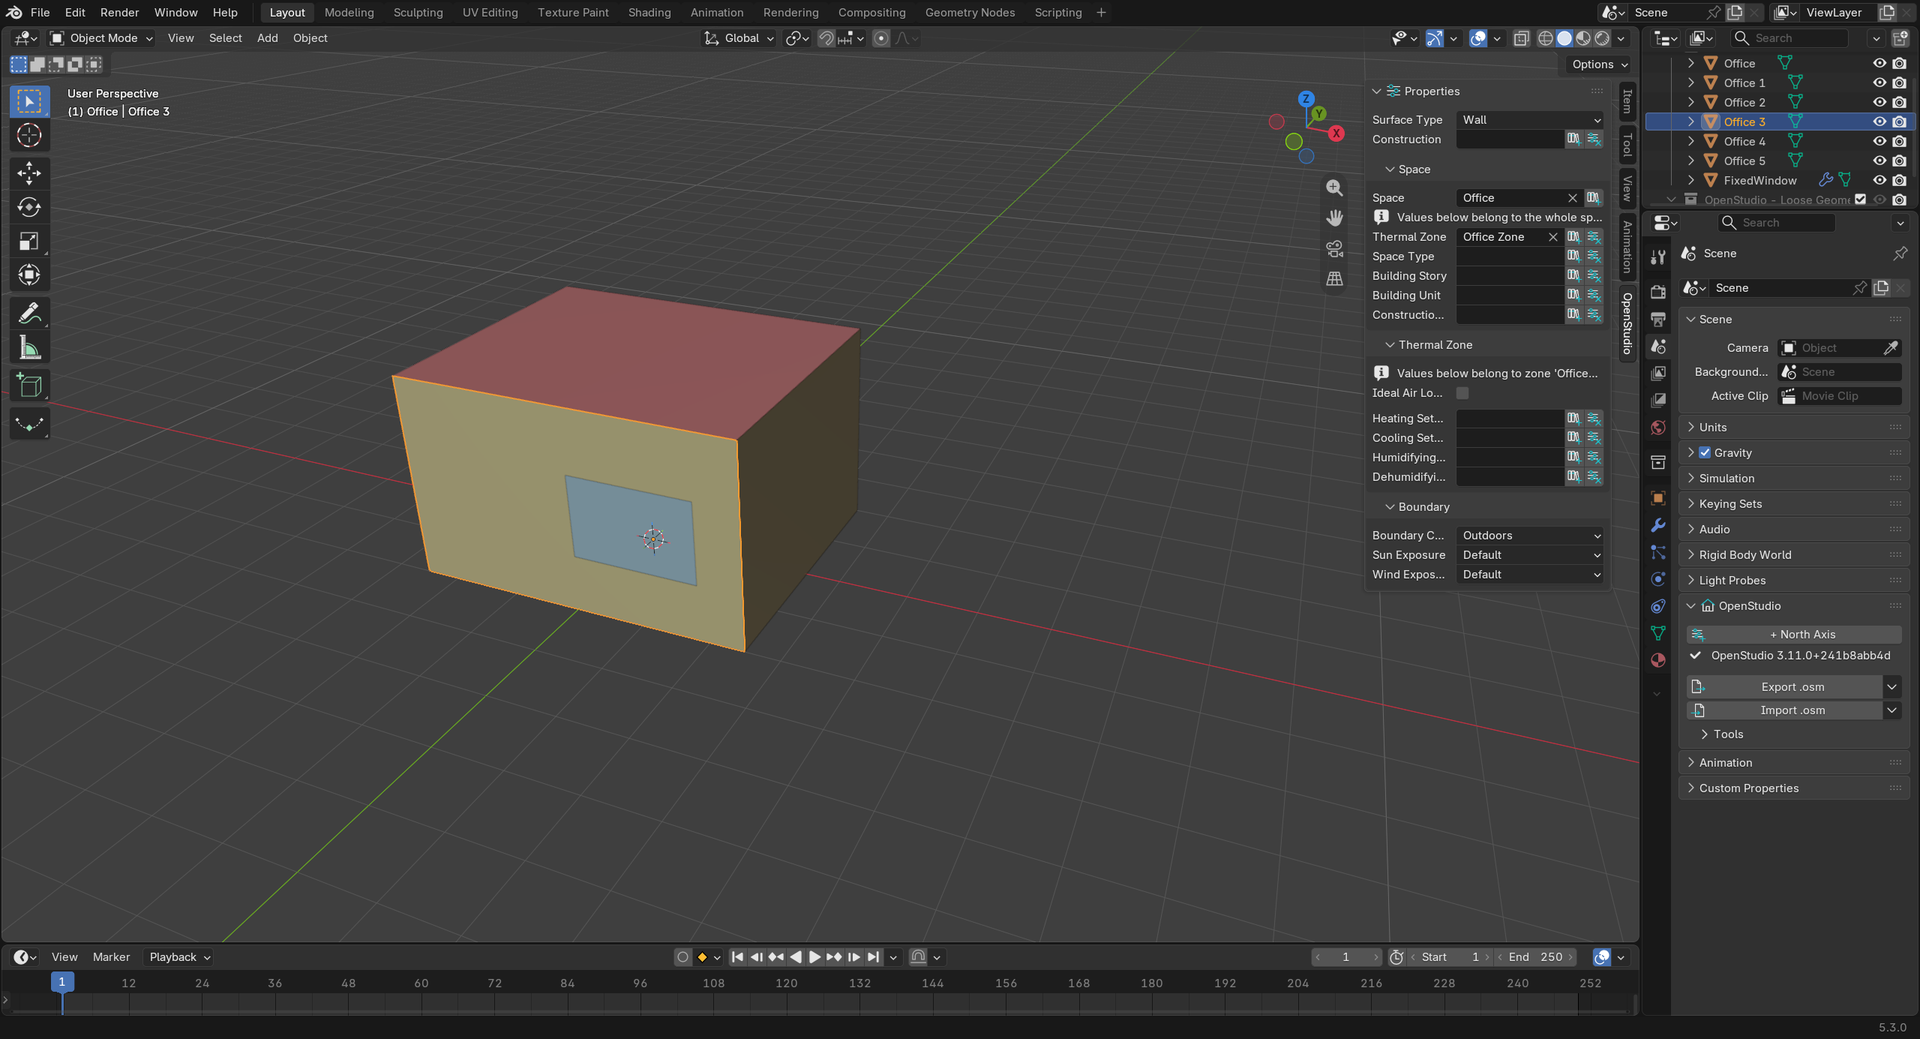 File Edit Render Window Help Layout Modeling Sculpting UV Editing Texture Paint Shading Animation Rendering Compositing Geometry Nodes Scripting + Scene ViewLayer
Object Mode View Select Add Object Global Search
Options
User Perspective
(1) Office | Office 3
Z
Y
X
Properties
Surface Type Wall
Construction
Space
Space Office
Values below belong to the whole sp...
Thermal Zone Office Zone
Space Type
Building Story
Building Unit
Constructio...
Thermal Zone
Values below belong to zone 'Office...
Ideal Air Lo...
Heating Set...
Cooling Set...
Humidifying...
Dehumidifyi...
Boundary
Boundary C... Outdoors
Sun Exposure Default
Wind Expos... Default
Item
Tool
View
Animation
OpenStudio
Office
Office 1
Office 2
Office 3
Office 4
Office 5
FixedWindow
OpenStudio - Loose Geome
Search
Scene
Scene
Scene
Camera Object
Background... Scene
Active Clip Movie Clip
Units
Gravity
Simulation
Keying Sets
Audio
Rigid Body World
Light Probes
OpenStudio
+ North Axis
OpenStudio 3.11.0+241b8abb4d
Export .osm
Import .osm
Tools
Animation
Custom Properties
View Marker Playback 1 Start 1 End 250
1 12 24 36 48 60 72 84 96 108 120 132 144 156 168 180 192 204 216 228 240 252
5.3.0